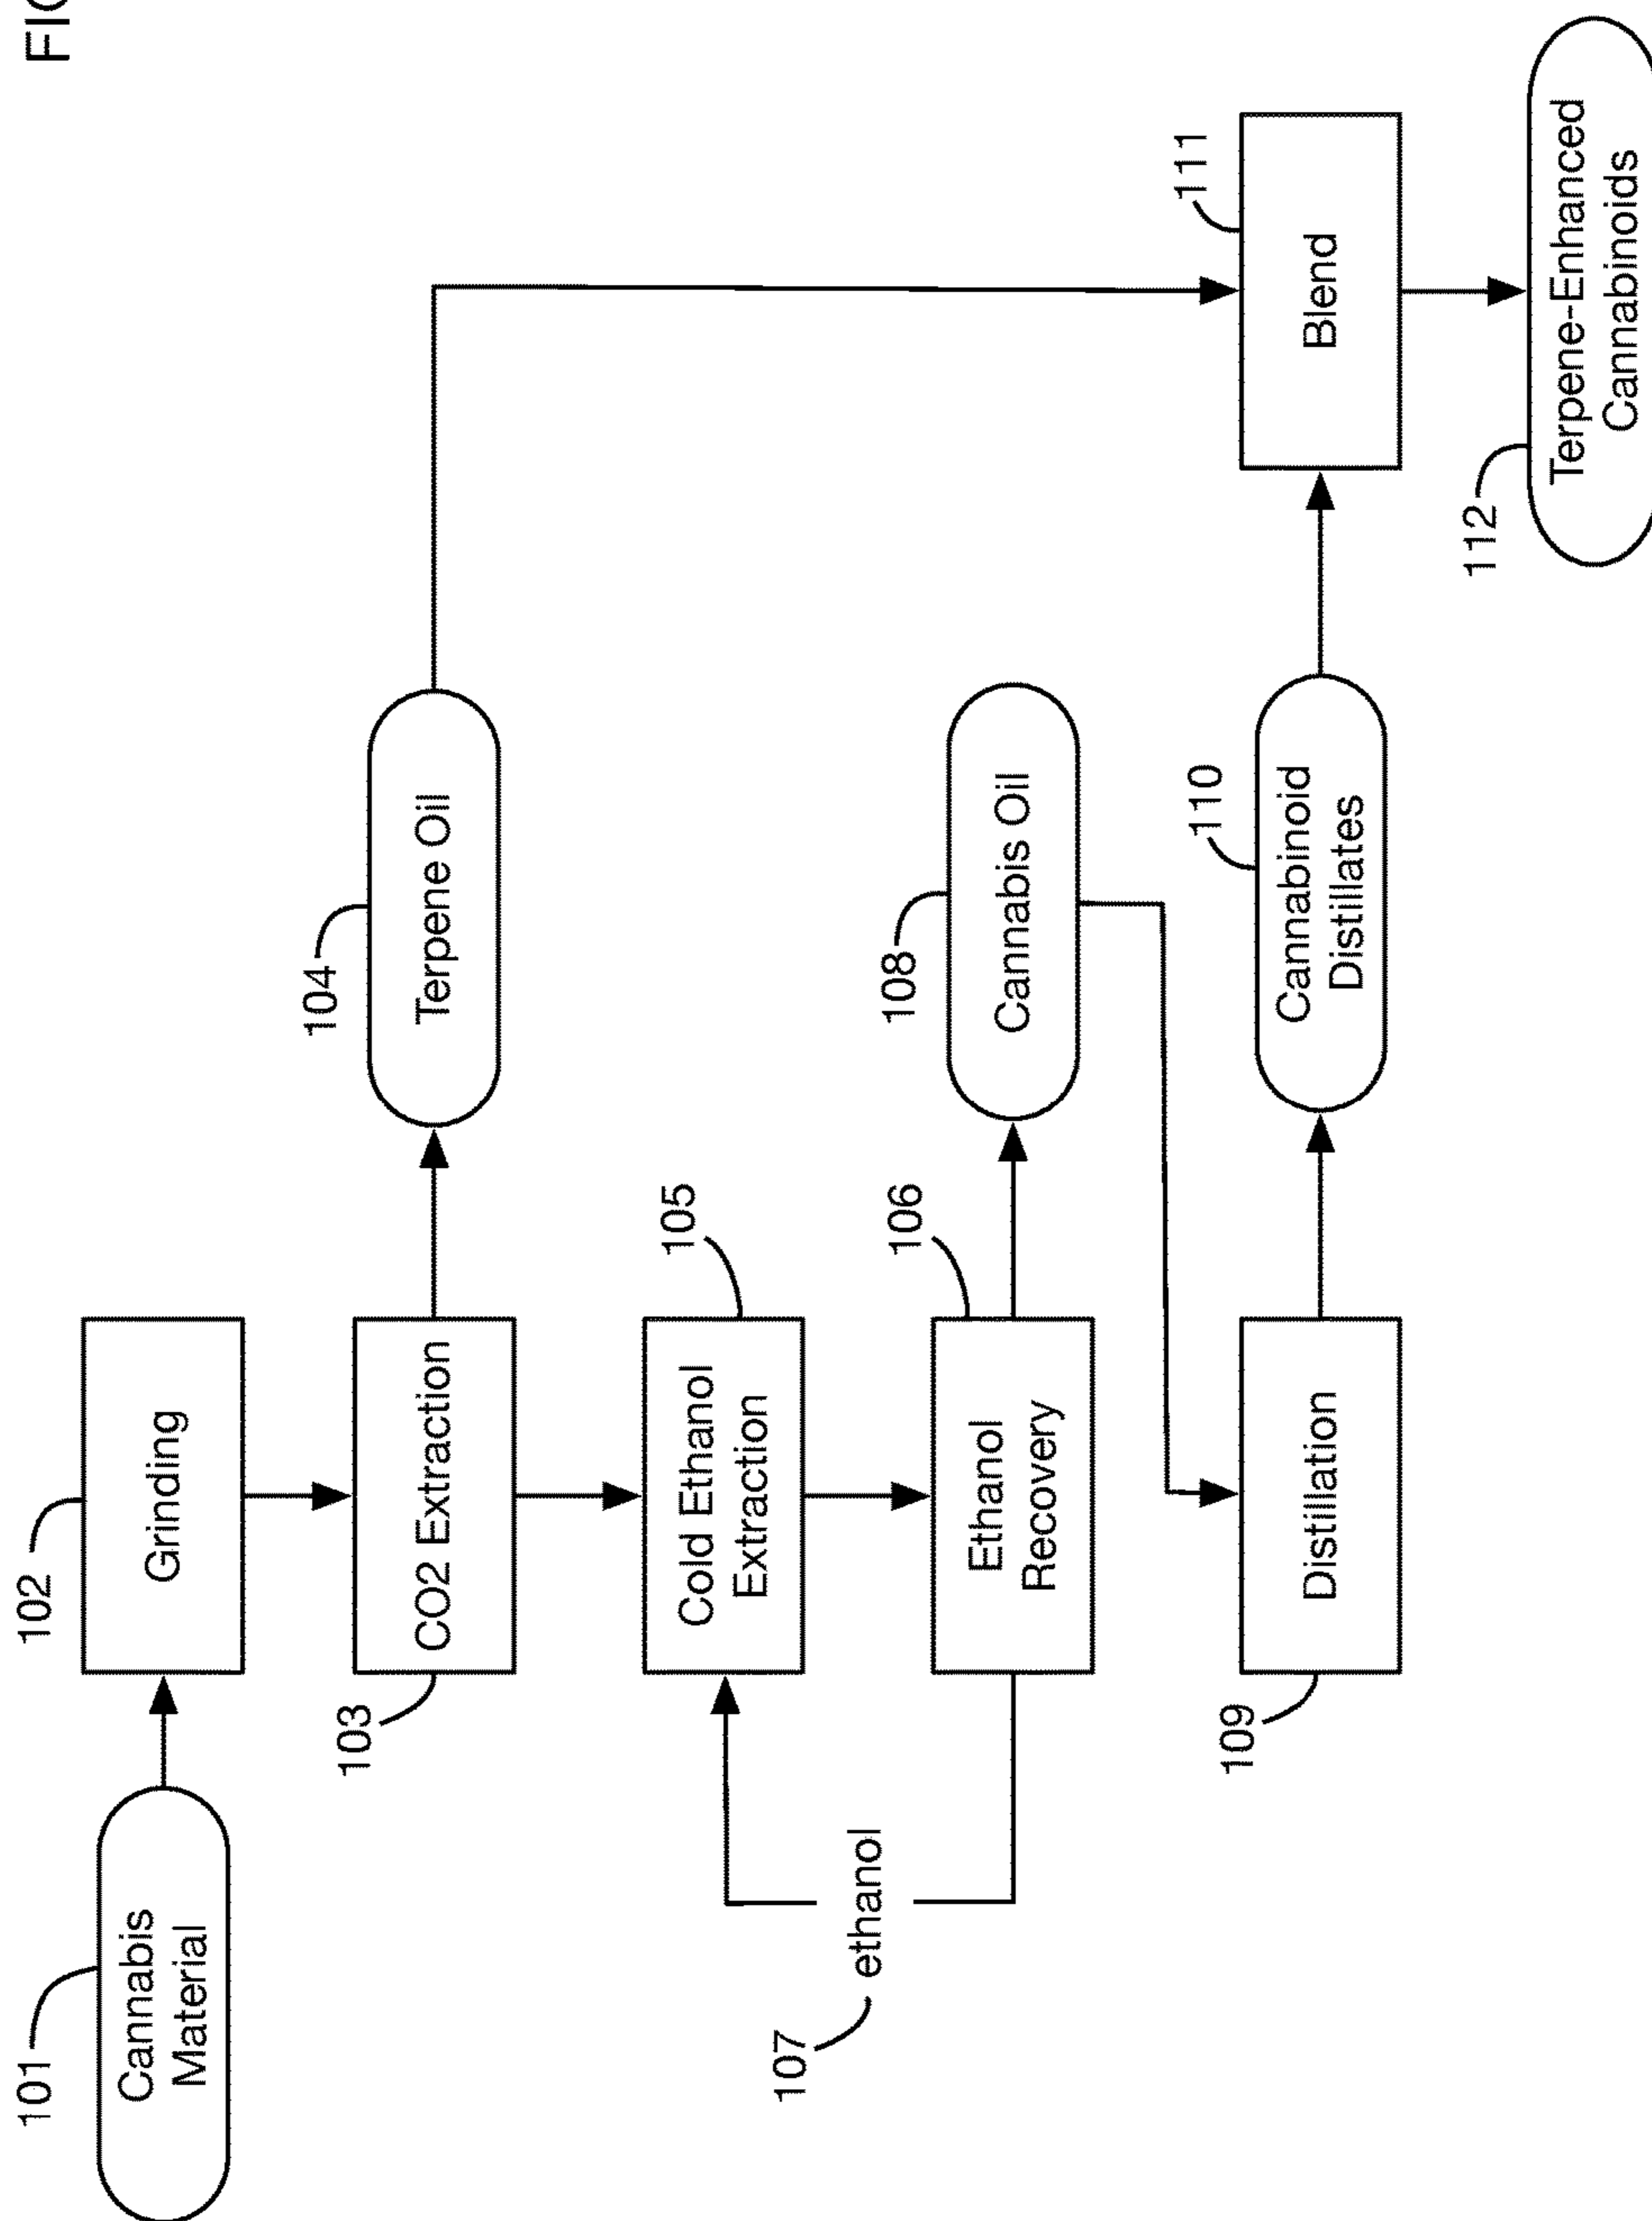 FIG
101
Cannabis
Material
102
Grinding
103
CO2 Extraction
104
Terpene Oil
105
Cold Ethanol
Extraction
107
ethanol
106
Ethanol
Recovery
108
Cannabis Oil
109
Distillation
110
Cannabinoid
Distillates
111
Blend
112
Terpene-Enhanced
Cannabinoids